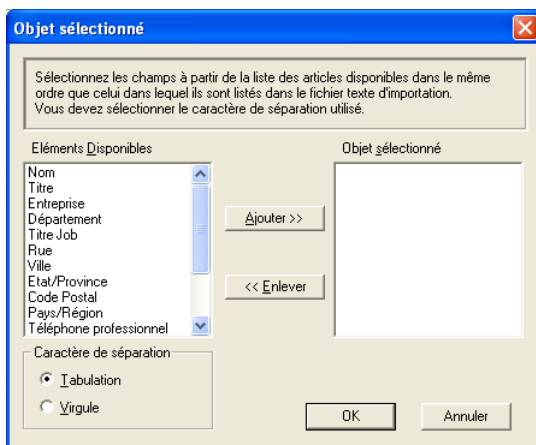 Objet sélectionné
Sélectionnez les champs à partir de la liste des articles disponibles dans le même
ordre que celui dans lequel ils sont listés dans le fichier texte d'importation.
Vous devez sélectionner le caractère de séparation utilisé.
Eléments Disponibles
Nom
Titre
Entreprise
Département
Titre Job
Rue
Ville
Etat/Province
Code Postal
Pays/Région
Téléphone professionnel
Ajouter >>
<< Enlever
Objet sélectionné
Caractère de séparation
Tabulation
Virgule
OK
Annuler